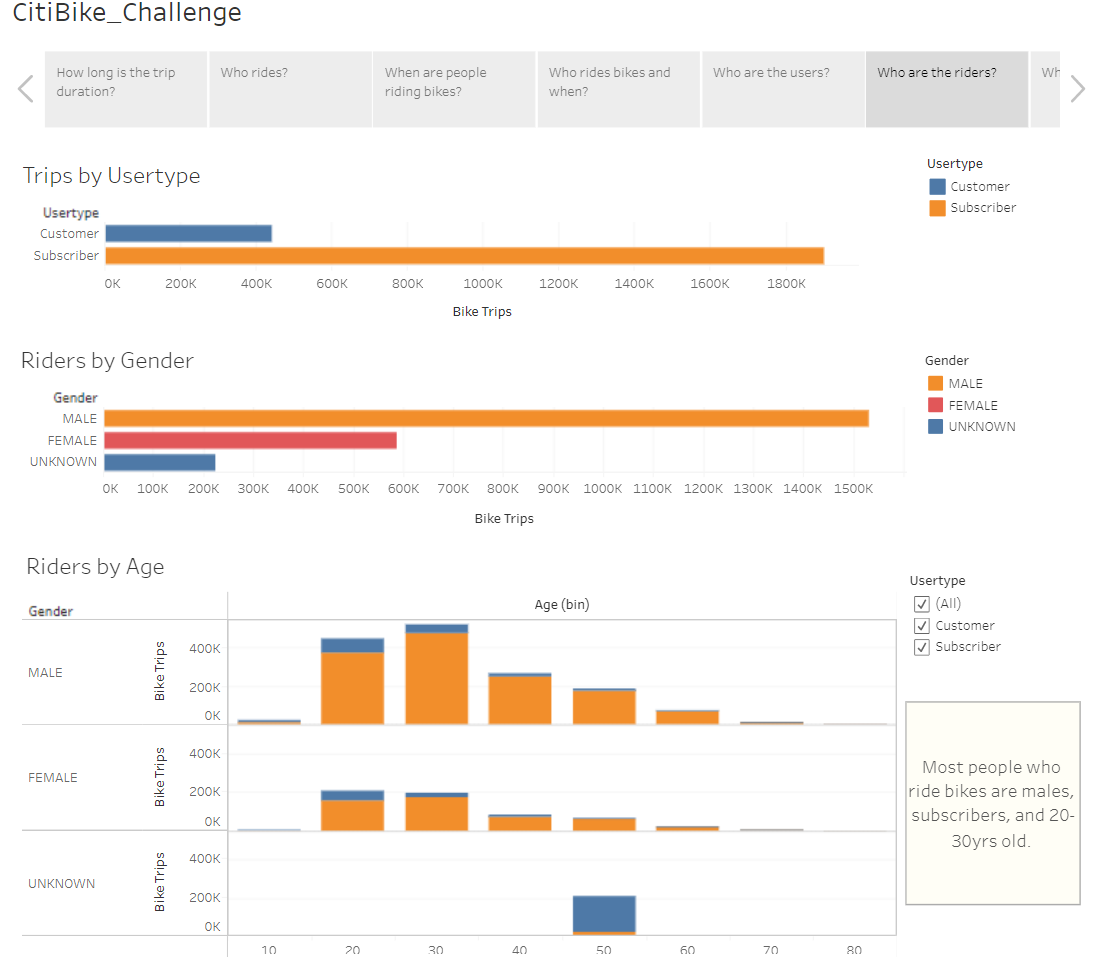 CitiBike_Challenge
How long is the trip
duration?
Who rides?
When are people
riding bikes?
Who rides bikes and
when?
Who are the users?
Who are the riders?
Wh
Trips by Usertype
Usertype
Customer
Subscriber
0K 200K 400K 600K 800K 1000K 1200K 1400K 1600K 1800K
Bike Trips
Usertype
Customer
Subscriber
Riders by Gender
Gender
MALE
FEMALE
UNKNOWN
0K 100K 200K 300K 400K 500K 600K 700K 800K 900K 1000K 1100K 1200K 1300K 1400K 1500K
Bike Trips
Gender
MALE
FEMALE
UNKNOWN
Riders by Age
Gender
Age (bin)
MALE
Bike Trips
400K
200K
0K
FEMALE
Bike Trips
400K
200K
0K
UNKNOWN
Bike Trips
400K
200K
0K
10 20 30 40 50 60 70 80
Usertype
(All)
Customer
Subscriber
Most people who
ride bikes are males,
subscribers, and 20-
30yrs old.